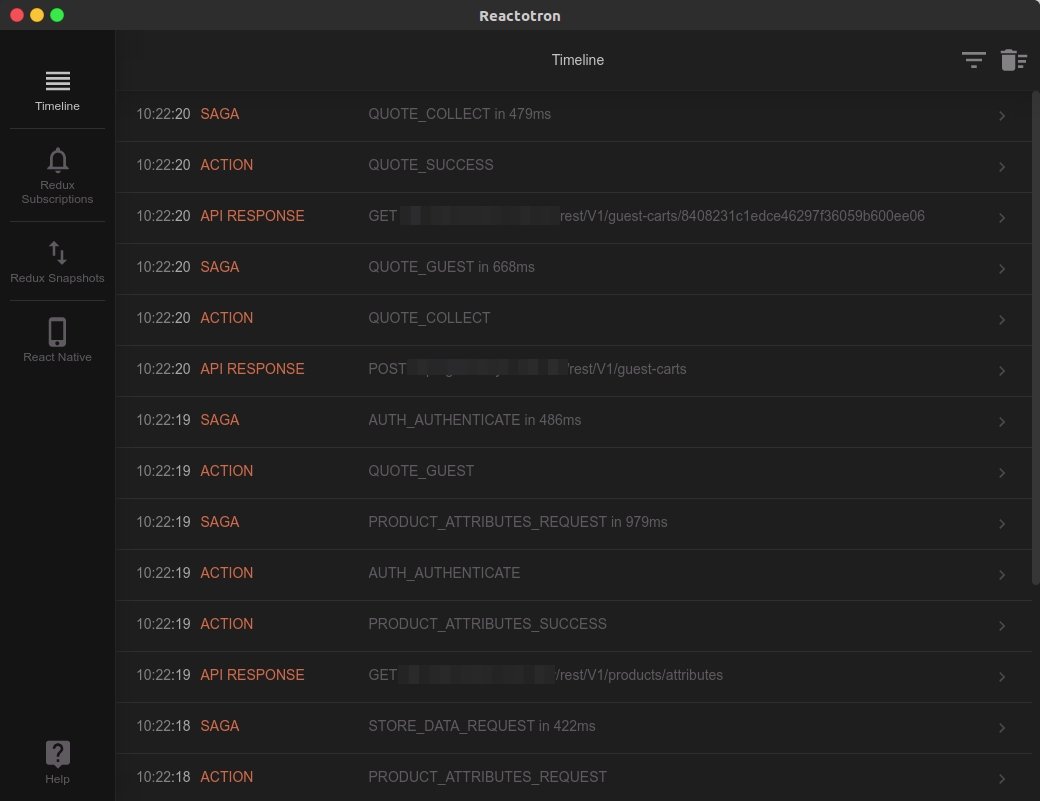 Reactotron
Timeline
Timeline
Redux
Subscriptions
Redux Snapshots
React Native
Help
10:22:20 SAGA QUOTE_COLLECT in 479ms
10:22:20 ACTION QUOTE_SUCCESS
10:22:20 API RESPONSE GET rest/V1/guest-carts/8408231c1edce46297f36059b600ee06
10:22:20 SAGA QUOTE_GUEST in 668ms
10:22:20 ACTION QUOTE_COLLECT
10:22:20 API RESPONSE POST /rest/V1/guest-carts
10:22:19 SAGA AUTH_AUTHENTICATE in 486ms
10:22:19 ACTION QUOTE_GUEST
10:22:19 SAGA PRODUCT_ATTRIBUTES_REQUEST in 979ms
10:22:19 ACTION AUTH_AUTHENTICATE
10:22:19 ACTION PRODUCT_ATTRIBUTES_SUCCESS
10:22:19 API RESPONSE GET /rest/V1/products/attributes
10:22:18 SAGA STORE_DATA_REQUEST in 422ms
10:22:18 ACTION PRODUCT_ATTRIBUTES_REQUEST